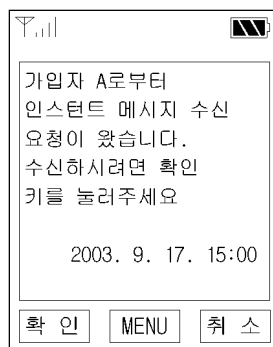 가입자 A로부터
인스턴트 메시지 수신
요청이 왔습니다.
수신하시려면 확인
키를 눌러주세요
2003. 9. 17. 15:00
확 인 MENU 취 소